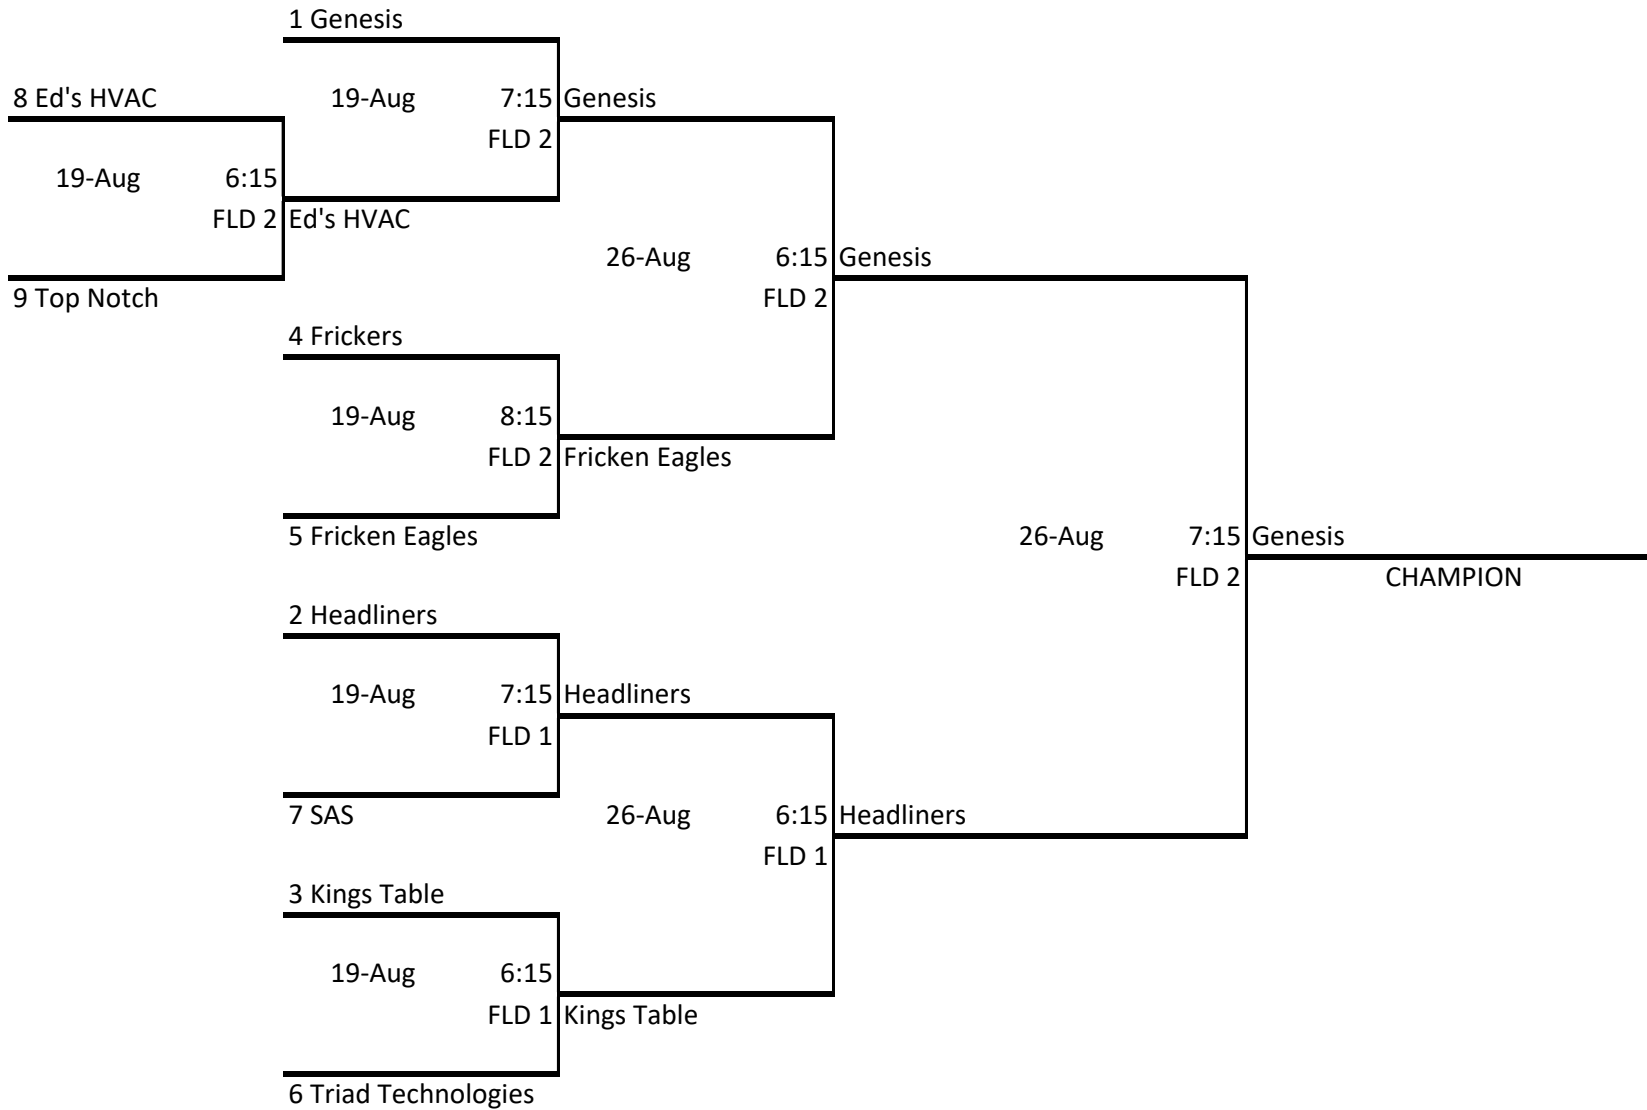 1 Genesis
8 Ed's HVAC 19-Aug 7:15 Genesis
FLD 2
19-Aug 6:15
FLD 2 Ed's HVAC
26-Aug 6:15 Genesis
9 Top Notch FLD 2
4 Frickers
19-Aug 8:15
FLD 2 Fricken Eagles
5 Fricken Eagles 26-Aug 7:15 Genesis
FLD 2 CHAMPION
2 Headliners
19-Aug 7:15 Headliners
FLD 1
7 SAS 26-Aug 6:15 Headliners
FLD 1
3 Kings Table
19-Aug 6:15
FLD 1 Kings Table
6 Triad Technologies